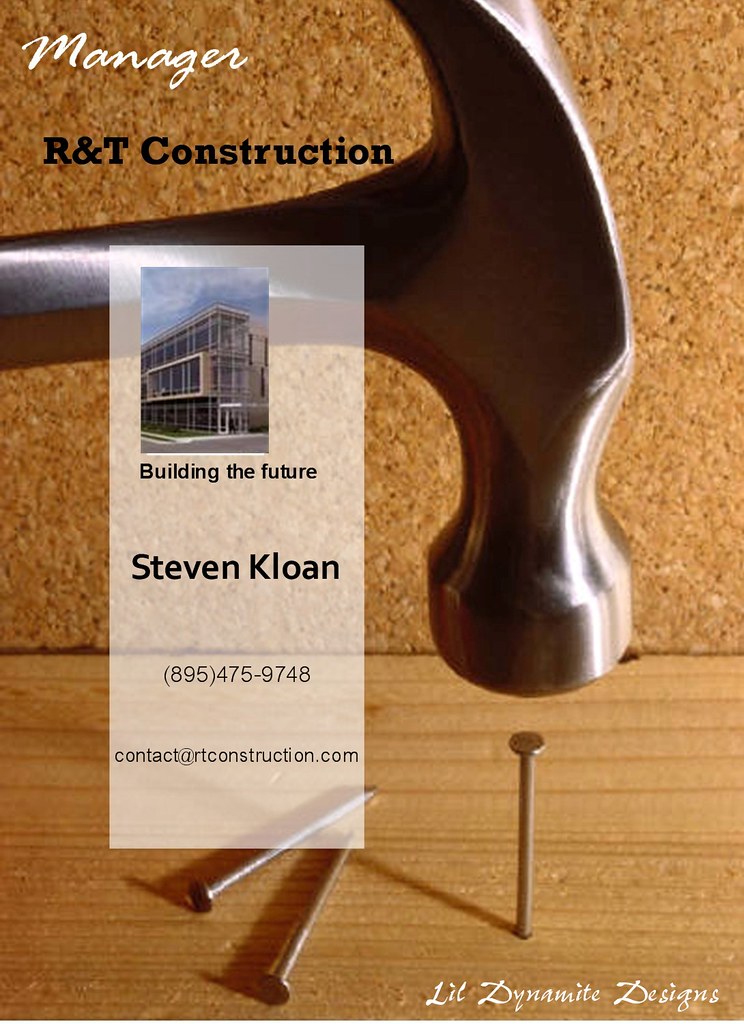 Manager
R&T Construction
Building the future
Steven Kloan
(895)475-9748
contact@rtconstruction.com
Lil Dynamite Designs